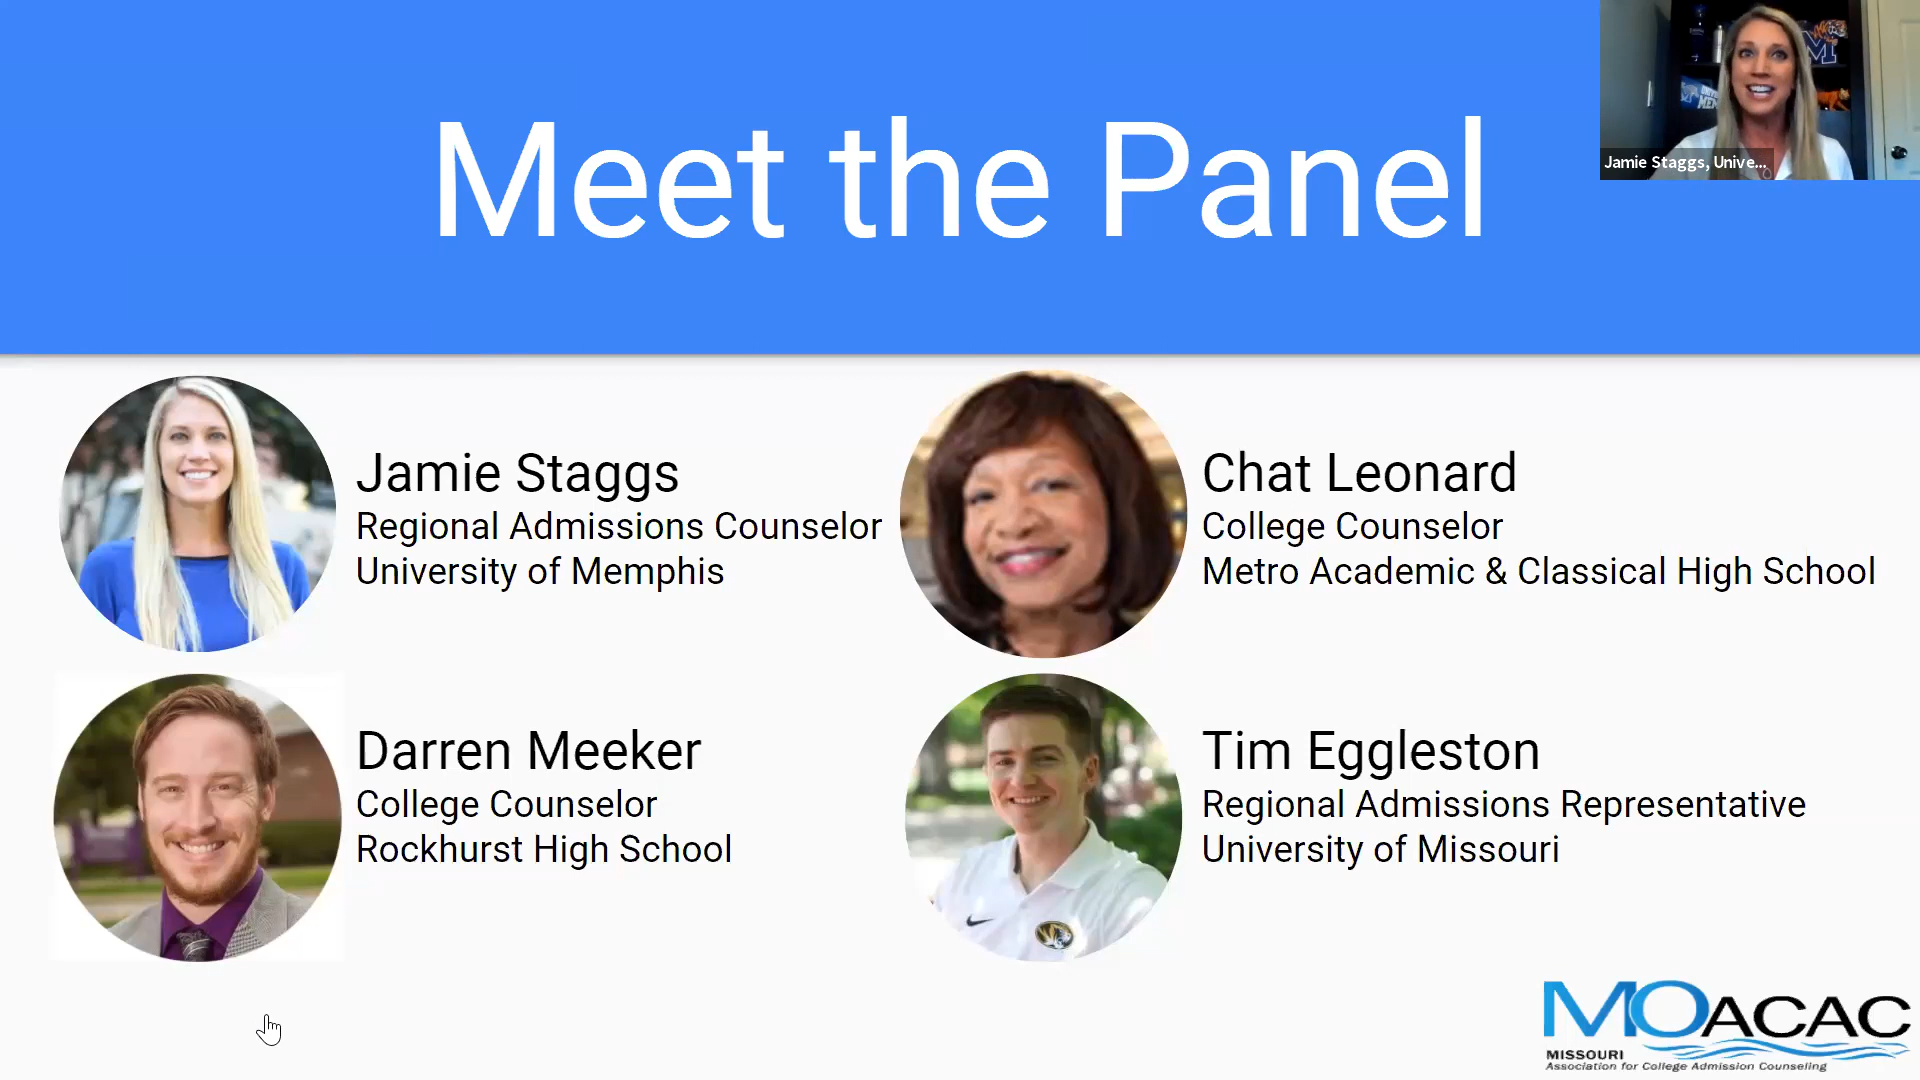 Meet the Panel
Jamie Staggs, Unive...
M
Jamie Staggs
Regional Admissions Counselor
University of Memphis
Chat Leonard
College Counselor
Metro Academic & Classical High School
Darren Meeker
College Counselor
Rockhurst High School
Tim Eggleston
Regional Admissions Representative
University of Missouri
MOACAC
MISSOURI
Association for College Admission Counseling